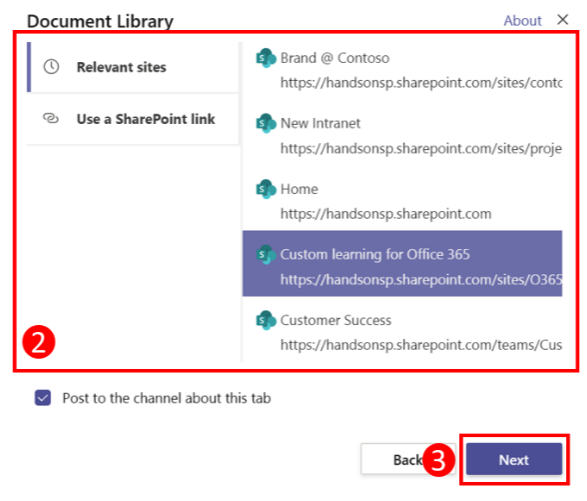 Document Library
About
Relevant sites
Use a SharePoint link
Brand @ Contoso
https://handsonsp.sharepoint.com/sites/contc
New Intranet
https://handsonsp.sharepoint.com/sites/proje
Home
https://handsonsp.sharepoint.com
Custom learning for Office 365
https://handsonsp.sharepoint.com/sites/O365
Customer Success
https://handsonsp.sharepoint.com/teams/Cus
2
Post to the channel about this tab
Back
3
Next